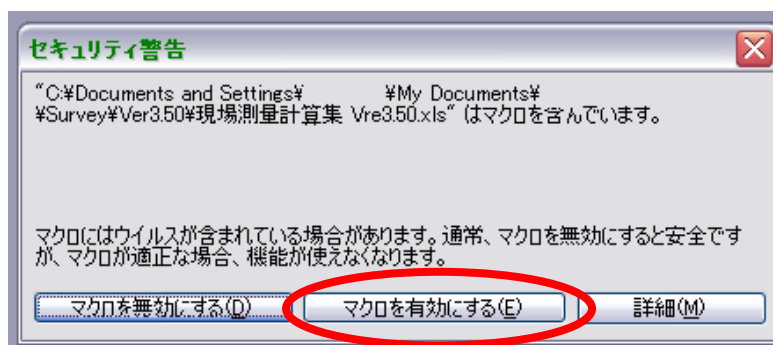 セキュリティ警告
"C:¥Documents and Settings¥ ¥My Documents¥
¥Survey¥Ver3.50¥現場測量計算集 Vre3.50.xls" はマクロを含んでいます。
マクロにはウイルスが含まれている場合があります。通常、マクロを無効にすると安全です
が、マクロが適正な場合、機能が使えなくなります。
マクロを無効にする(D) マクロを有効にする(E) 詳細(M)